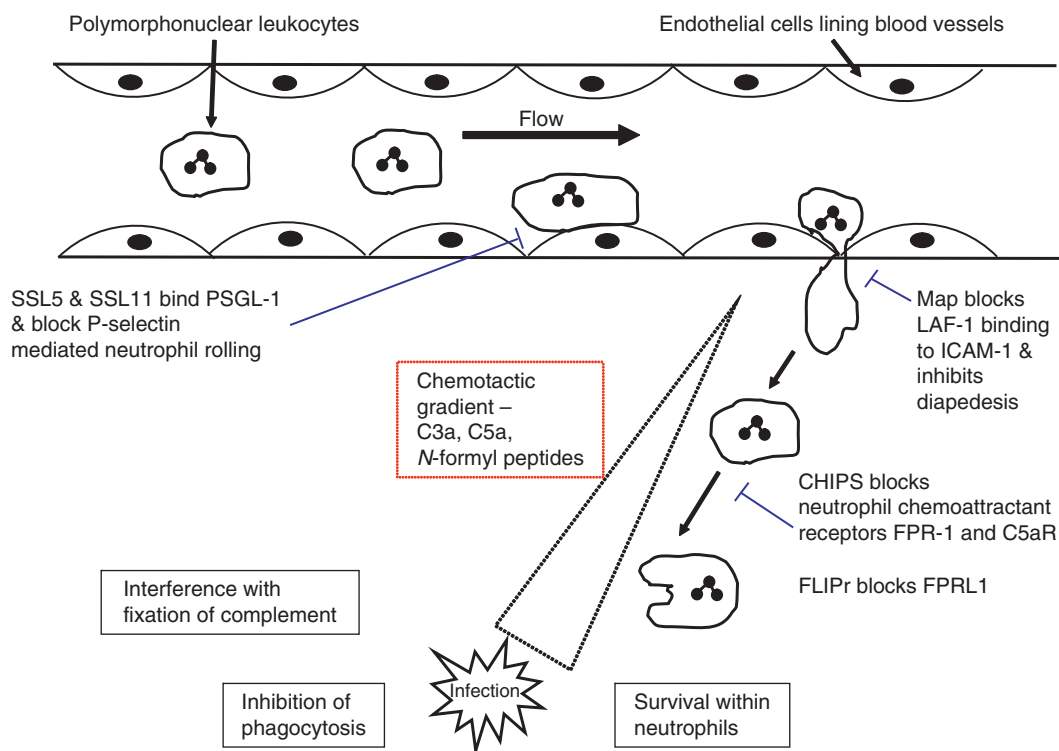 Polymorphonuclear leukocytes
Endothelial cells lining blood vessels
Flow
SSL5 & SSL11 bind PSGL-1
& block P-selectin
mediated neutrophil rolling
Map blocks
LAF-1 binding
to ICAM-1 &
inhibits
diapedesis
Chemotactic
gradient –
C3a, C5a,
N-formyl peptides
CHIPS blocks
neutrophil chemoattractant
receptors FPR-1 and C5aR
FLIPr blocks FPRL1
Interference with
fixation of complement
Infection
Inhibition of
phagocytosis
Survival within
neutrophils